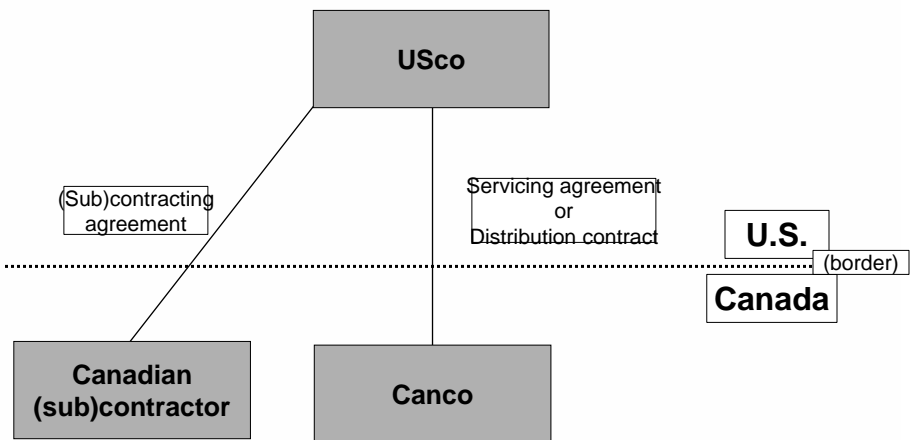 USco
(Sub)contracting
agreement
Servicing agreement
or
Distribution contract
U.S.
(border)
Canada
Canadian
(sub)contractor
Canco